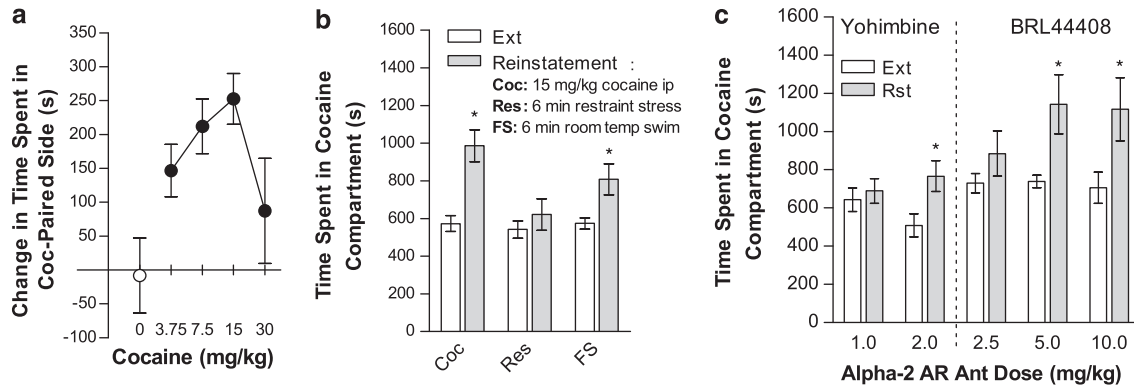 a
350
300
250
200
150
100
50
-50
-100
Change in Time Spent in
Coc-Paired Side (s)
0 3.75 7.5 15 30
Cocaine (mg/kg)
b
1600
1400
1200
1000
800
600
400
200
0
Time Spent in Cocaine
Compartment (s)
Ext
Reinstatement :
Coc: 15 mg/kg cocaine ip
Res: 6 min restraint stress
FS: 6 min room temp swim
*
*
Coc Res FS
c
1600
1400
1200
1000
800
600
400
200
0
Time Spent in Cocaine
Compartment (s)
Yohimbine BRL44408
Ext
Rst
*
*
*
1.0 2.0 2.5 5.0 10.0
Alpha-2 AR Ant Dose (mg/kg)